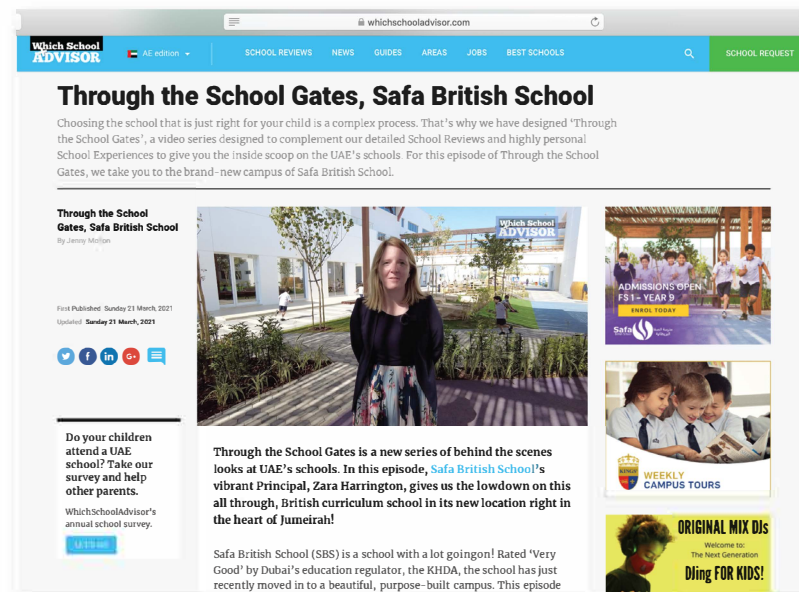 whichschooladvisor.com
Which School
ADVISOR
AE edition
SCHOOL REVIEWS
NEWS
GUIDES
AREAS
JOBS
BEST SCHOOLS
SCHOOL REQUEST
Through the School Gates, Safa British School
Choosing the school that is just right for your child is a complex process. That's why we have designed ‘Through
the School Gates’, a video series designed to complement our detailed School Reviews and highly personal
School Experiences to give you the inside scoop on the UAE's schools. For this episode of Through the School
Gates, we take you to the brand-new campus of Safa British School.
Through the School
Gates, Safa British School
By Jenny Mollon
First Published Sunday 21 March, 2021
Updated Sunday 21 March, 2021
Do your children
attend a UAE
school? Take our
survey and help
other parents.
WhichSchoolAdvisor's
annual school survey.
Which School
ADVISOR
Through the School Gates is a new series of behind the scenes
looks at UAE's schools. In this episode, Safa British School's
vibrant Principal, Zara Harrington, gives us the lowdown on this
all through, British curriculum school in its new location right in
the heart of Jumeirah!
Safa British School (SBS) is a school with a lot goingon! Rated ‘Very
Good’ by Dubai's education regulator, the KHDA, the school has just
recently moved in to a beautiful, purpose-built campus. This episode
ADMISSIONS OPEN
FS1 - YEAR 9
ENROL TODAY
Safa
KINGS'
WEEKLY
CAMPUS TOURS
ORIGINAL MIX DJs
Welcome to:
The Next Generation
DJing FOR KIDS!